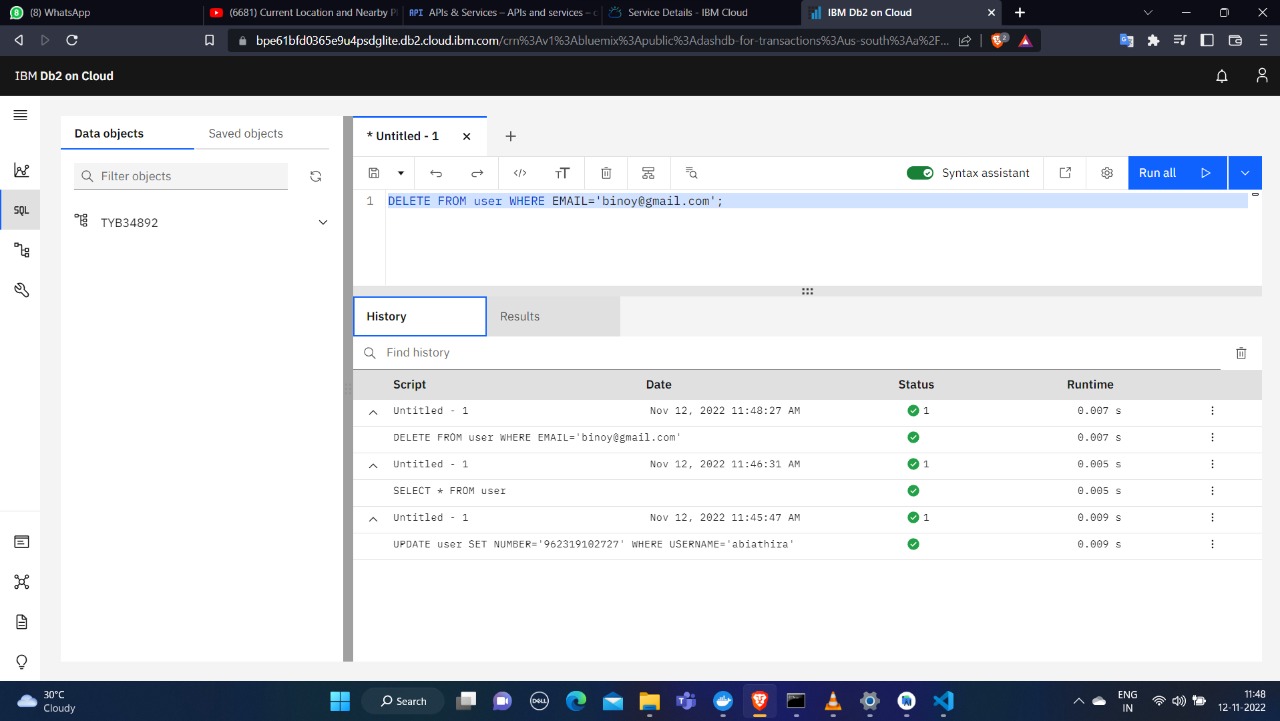 (8) WhatsApp
(6681) Current Location and Nearby Pl
API APIs & Services – APIs and services – c
Service Details - IBM Cloud
IBM Db2 on Cloud
bpe61bfd0365e9u4psdglite.db2.cloud.ibm.com/crn%3Av1%3Abluemix%3Apublic%3Adashdb-for-transactions%3Aus-south%3Aa%2F...
2
IBM Db2 on Cloud
Data objects
Saved objects
* Untitled - 1
Filter objects
Syntax assistant
Run all
SQL
1 DELETE FROM user WHERE EMAIL='binoy@gmail.com';
TYB34892
History
Results
Find history
Script Date Status Runtime
Untitled - 1 Nov 12, 2022 11:48:27 AM 1 0.007 s
DELETE FROM user WHERE EMAIL='binoy@gmail.com' 0.007 s
Untitled - 1 Nov 12, 2022 11:46:31 AM 1 0.005 s
SELECT * FROM user 0.005 s
Untitled - 1 Nov 12, 2022 11:45:47 AM 1 0.009 s
UPDATE user SET NUMBER='962319102727' WHERE USERNAME='abiathira' 0.009 s
30°C
Cloudy
Search
DELL
ENG
IN
11:48
12-11-2022